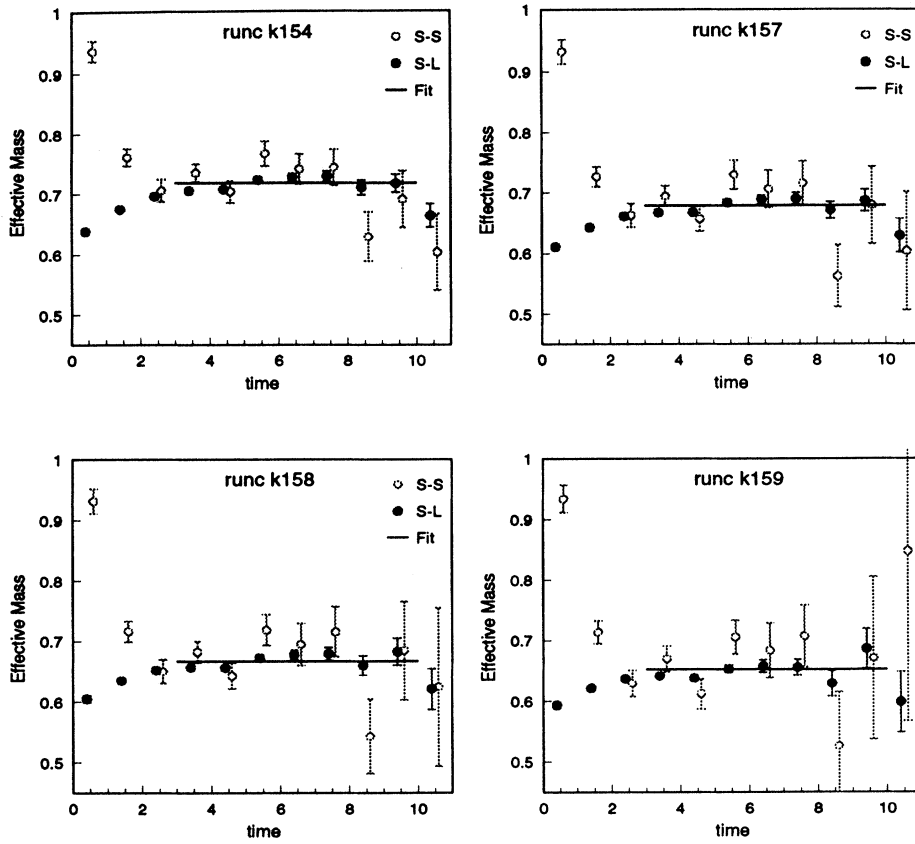 runc k154
S-S
S-L
Fit
Effective Mass
1
0.9
0.8
0.7
0.6
0.5
0 2 4 6 8 10
time
runc k157
S-S
S-L
Fit
Effective Mass
1
0.9
0.8
0.7
0.6
0.5
0 2 4 6 8 10
time
runc k158
S-S
S-L
Fit
Effective Mass
1
0.9
0.8
0.7
0.6
0.5
0 2 4 6 8 10
time
runc k159
Effective Mass
1
0.9
0.8
0.7
0.6
0.5
0 2 4 6 8 10
time